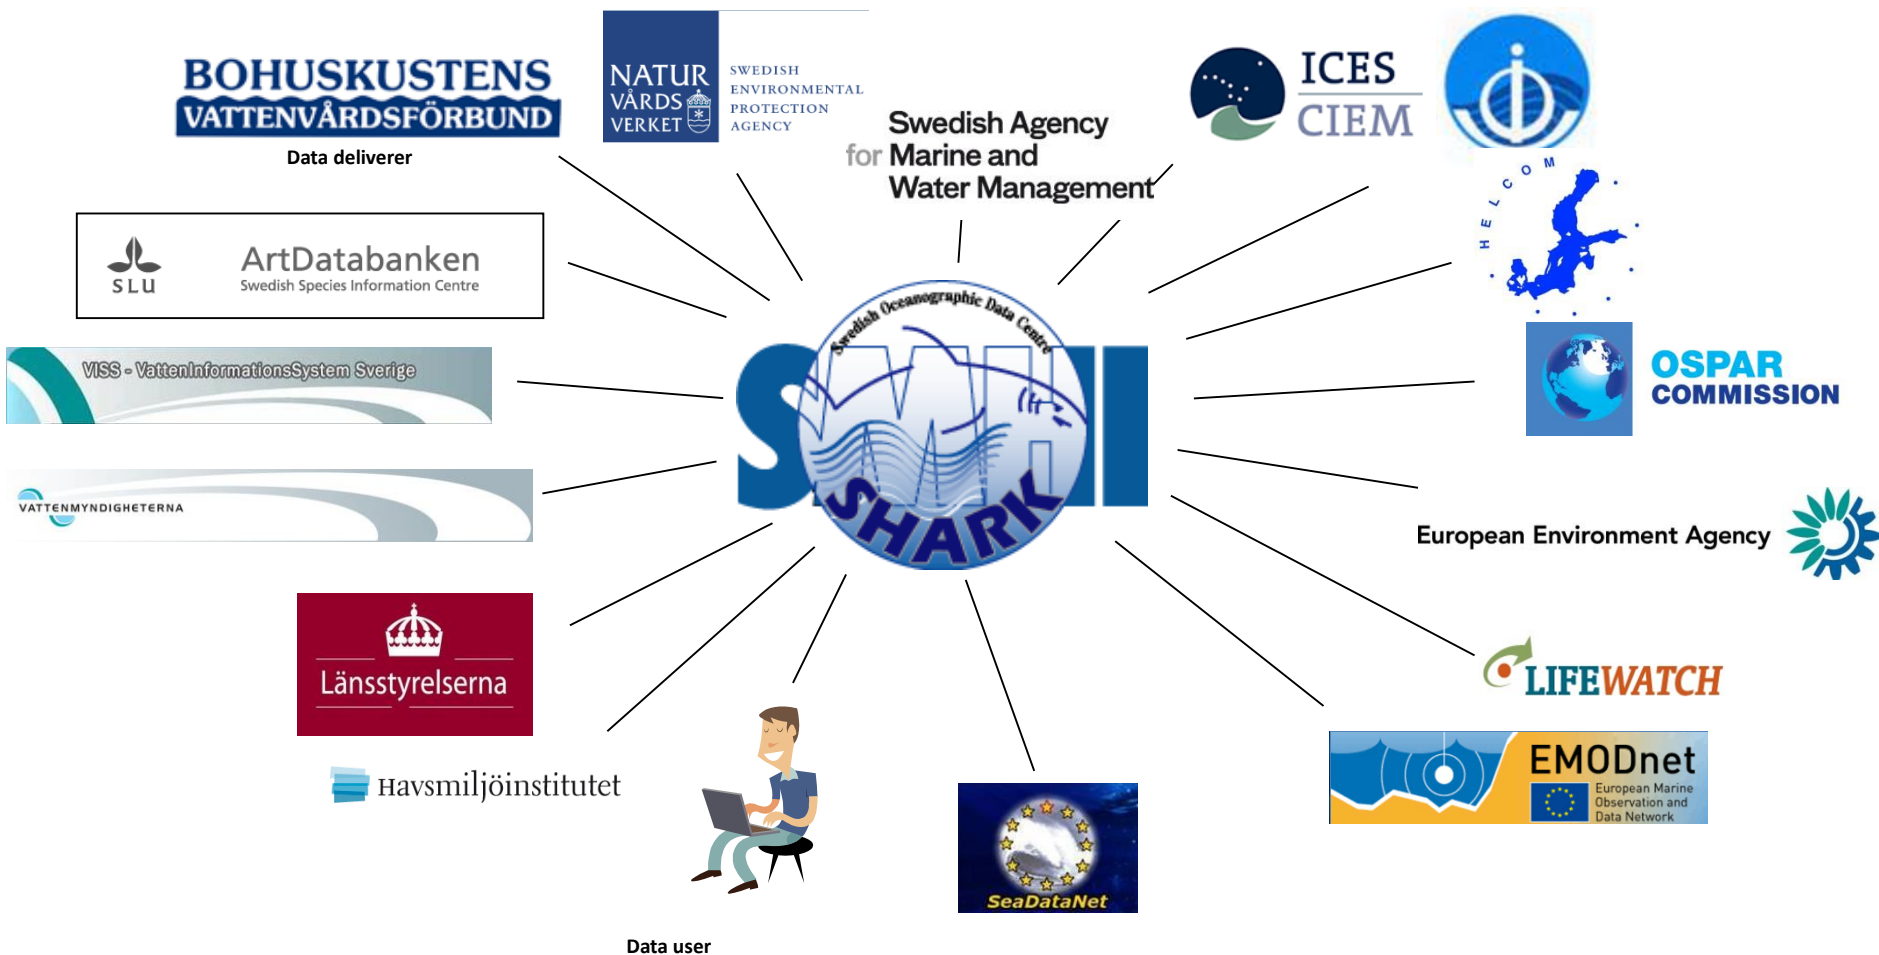 BOHUSKUSTENS
VATTENVÅRDSFÖRBUND
Data deliverer
NATUR
VÅRDS
VERKET
SWEDISH
ENVIRONMENTAL
PROTECTION
AGENCY
Swedish Agency
for Marine and
Water Management
ICES
CIEM
HELCOM
SLU
ArtDatabanken
Swedish Species Information Centre
VISS - VattenInformationsSystem Sverige
VATTENMYNDIGHETERNA
Swedish Oceanographic Data Centre
SMHI
SHARK
OSPAR
COMMISSION
European Environment Agency
Länsstyrelserna
LIFEWATCH
Havsmiljöinstitutet
EMODnet
European Marine
Observation and
Data Network
SeaDataNet
Data user